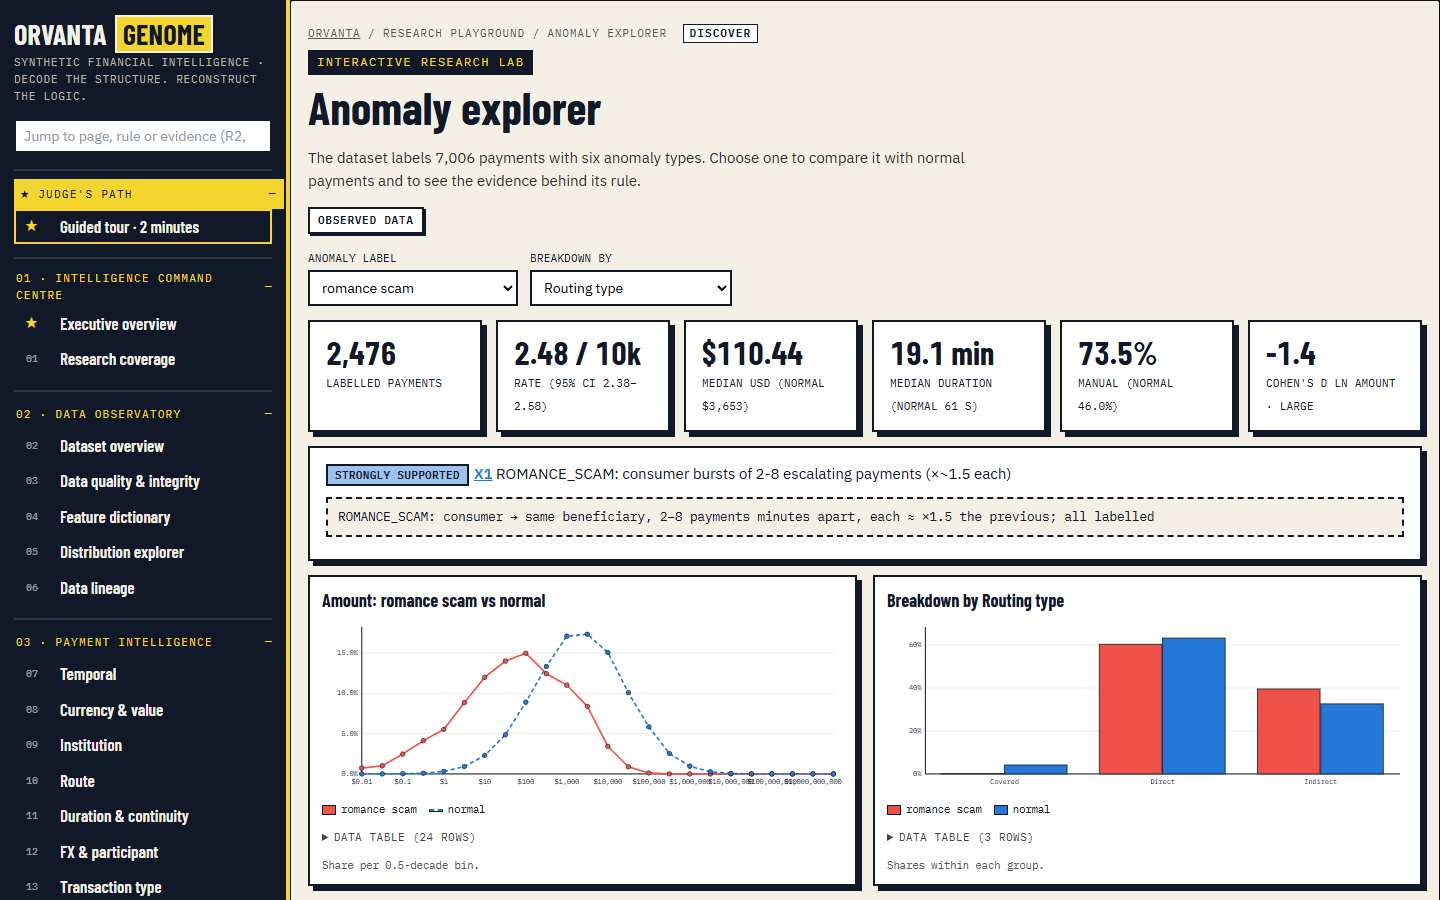 ORVANTA GENOME
SYNTHETIC FINANCIAL INTELLIGENCE ·
DECODE THE STRUCTURE. RECONSTRUCT
THE LOGIC.
Jump to page, rule or evidence (R2,
★ JUDGE'S PATH −
★ Guided tour · 2 minutes
01 · INTELLIGENCE COMMAND
CENTRE −
★ Executive overview
01 Research coverage
02 · DATA OBSERVATORY −
02 Dataset overview
03 Data quality & integrity
04 Feature dictionary
05 Distribution explorer
06 Data lineage
03 · PAYMENT INTELLIGENCE −
07 Temporal
08 Currency & value
09 Institution
10 Route
11 Duration & continuity
12 FX & participant
13 Transaction type
ORVANTA / RESEARCH PLAYGROUND / ANOMALY EXPLORER DISCOVER
INTERACTIVE RESEARCH LAB
Anomaly explorer
The dataset labels 7,006 payments with six anomaly types. Choose one to compare it with normal
payments and to see the evidence behind its rule.
OBSERVED DATA
ANOMALY LABEL BREAKDOWN BY
romance scam Routing type
2,476
LABELLED PAYMENTS
2.48 / 10k
RATE (95% CI 2.38–
2.58)
$110.44
MEDIAN USD (NORMAL
$3,653)
19.1 min
MEDIAN DURATION
(NORMAL 61 S)
73.5%
MANUAL (NORMAL
46.0%)
-1.4
COHEN'S D LN AMOUNT
· LARGE
STRONGLY SUPPORTED X1 ROMANCE_SCAM: consumer bursts of 2-8 escalating payments (×~1.5 each)
ROMANCE_SCAM: consumer → same beneficiary, 2–8 payments minutes apart, each ≈ ×1.5 the previous; all labelled
Amount: romance scam vs normal
15.0%
10.0%
5.0%
0.0%
$0.01 $0.1 $1 $10 $100 $1,000 $10,000 $100,000 $1,000,000
romance scam normal
▶ DATA TABLE (24 ROWS)
Share per 0.5-decade bin.
Breakdown by Routing type
60%
40%
20%
0%
Covered Direct Indirect
romance scam normal
▶ DATA TABLE (3 ROWS)
Shares within each group.